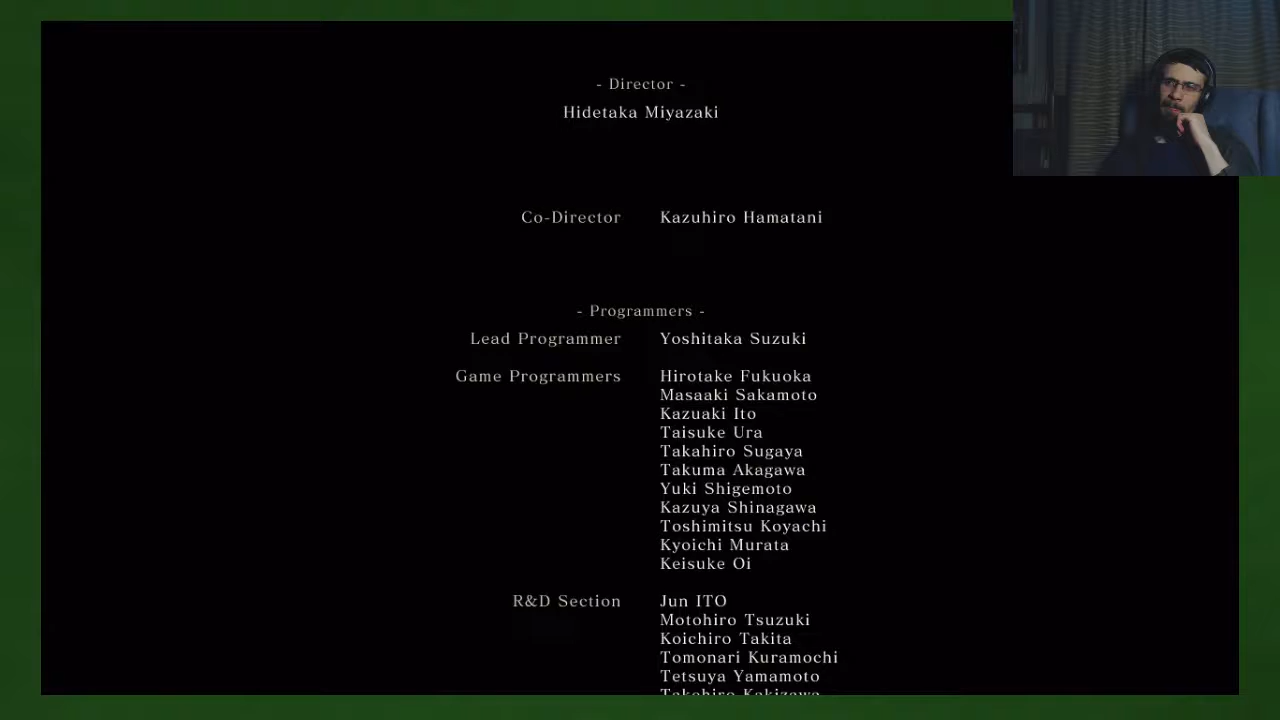 - Director -
Hidetaka Miyazaki
Co-Director Kazuhiro Hamatani
- Programmers -
Lead Programmer Yoshitaka Suzuki
Game Programmers Hirotake Fukuoka
Masaaki Sakamoto
Kazuaki Ito
Taisuke Ura
Takahiro Sugaya
Takuma Akagawa
Yuki Shigemoto
Kazuya Shinagawa
Toshimitsu Koyachi
Kyoichi Murata
Keisuke Oi
R&D Section Jun ITO
Motohiro Tsuzuki
Koichiro Takita
Tomonari Kuramochi
Tetsuya Yamamoto